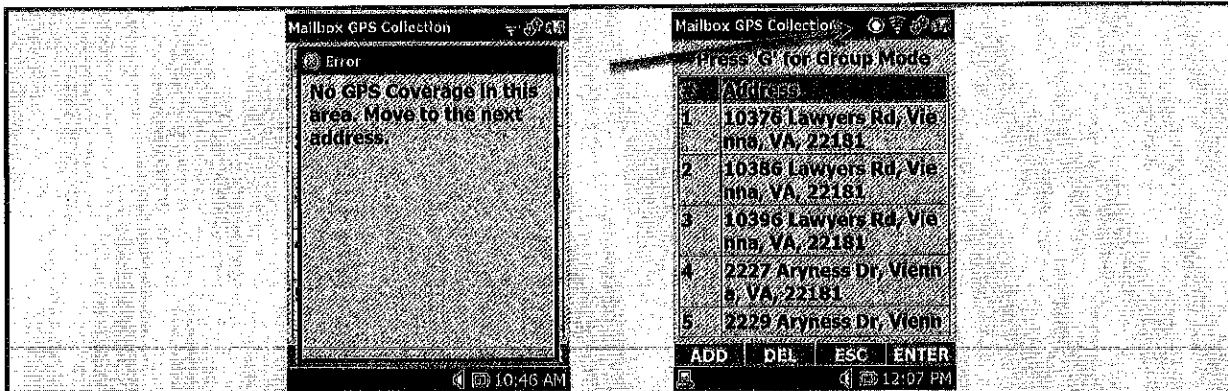 Mailbox GPS Collection
Error
No GPS Coverage in this
area. Move to the next
address.
10:46 AM
Mailbox GPS Collection
Press 'G' for Group Mode
# Address
1 10376 Lawyers Rd, Vie
nna, VA, 22181
2 10386 Lawyers Rd, Vie
nna, VA, 22181
3 10396 Lawyers Rd, Vie
nna, VA, 22181
4 2227 Aryness Dr, Vienn
a, VA, 22181
5 2229 Aryness Dr, Vienn
ADD DEL ESC ENTER
12:07 PM